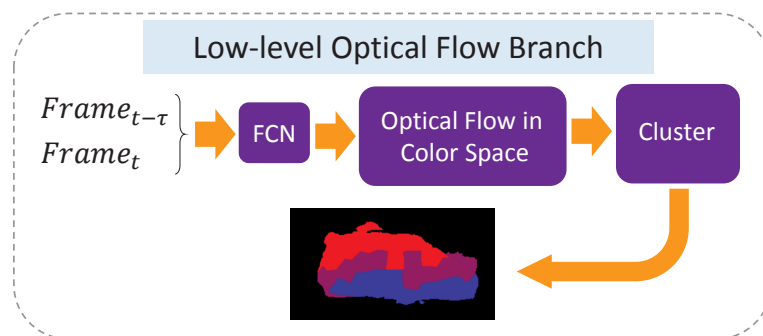 Low-level Optical Flow Branch
Frame_{t−τ}
Frame_t
FCN
Optical Flow in
Color Space
Cluster